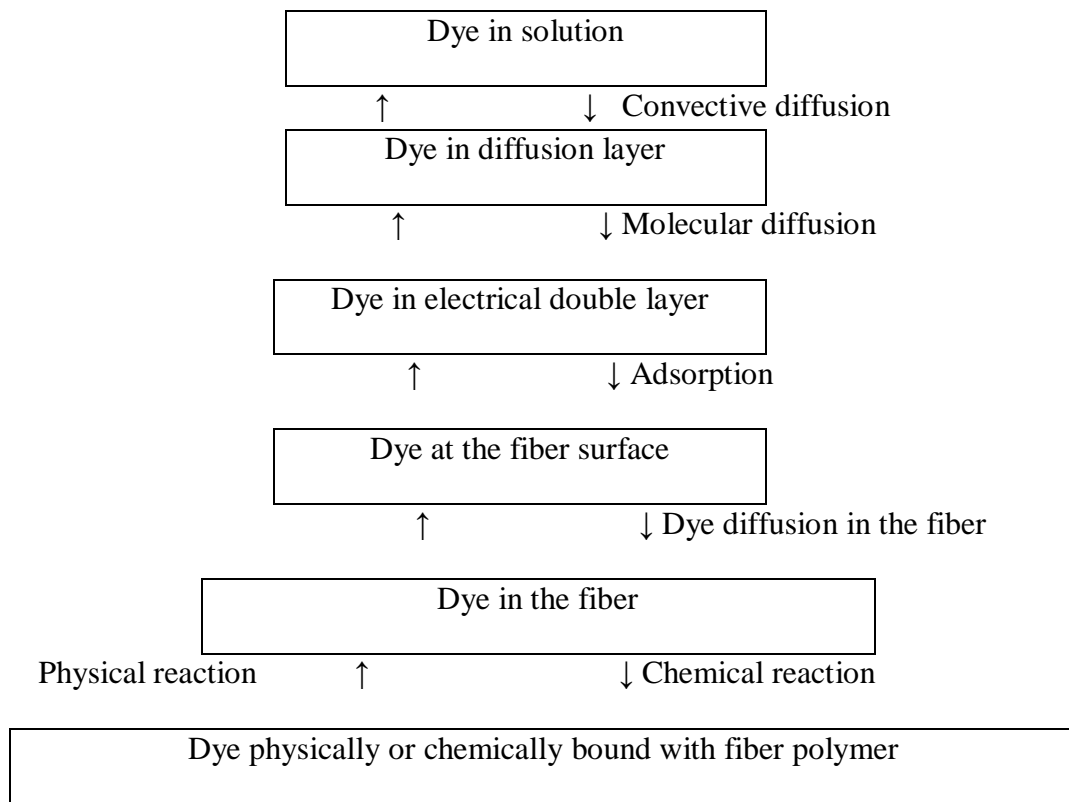 Dye in solution
↑ ↓ Convective diffusion
Dye in diffusion layer
↑ ↓ Molecular diffusion
Dye in electrical double layer
↑ ↓ Adsorption
Dye at the fiber surface
↑ ↓ Dye diffusion in the fiber
Dye in the fiber
Physical reaction ↑ ↓ Chemical reaction
Dye physically or chemically bound with fiber polymer